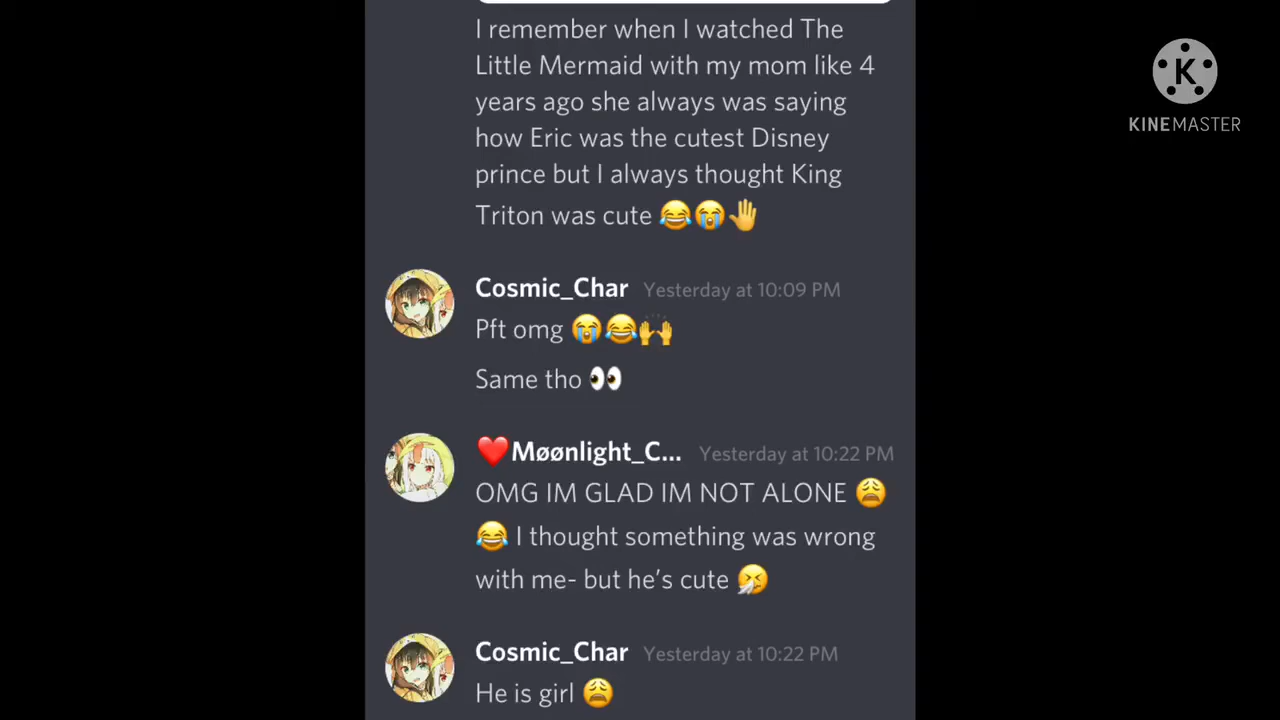 I remember when I watched The
Little Mermaid with my mom like 4
years ago she always was saying
how Eric was the cutest Disney
prince but I always thought King
Triton was cute 😂😭🤚
Cosmic_Char Yesterday at 10:09 PM
Pft omg 😭😂🙌
Same tho 👀
❤️Møønlight_C... Yesterday at 10:22 PM
OMG IM GLAD IM NOT ALONE 😩
😂 I thought something was wrong
with me- but he's cute 🤧
Cosmic_Char Yesterday at 10:22 PM
He is girl 😩
K
KINEMASTER